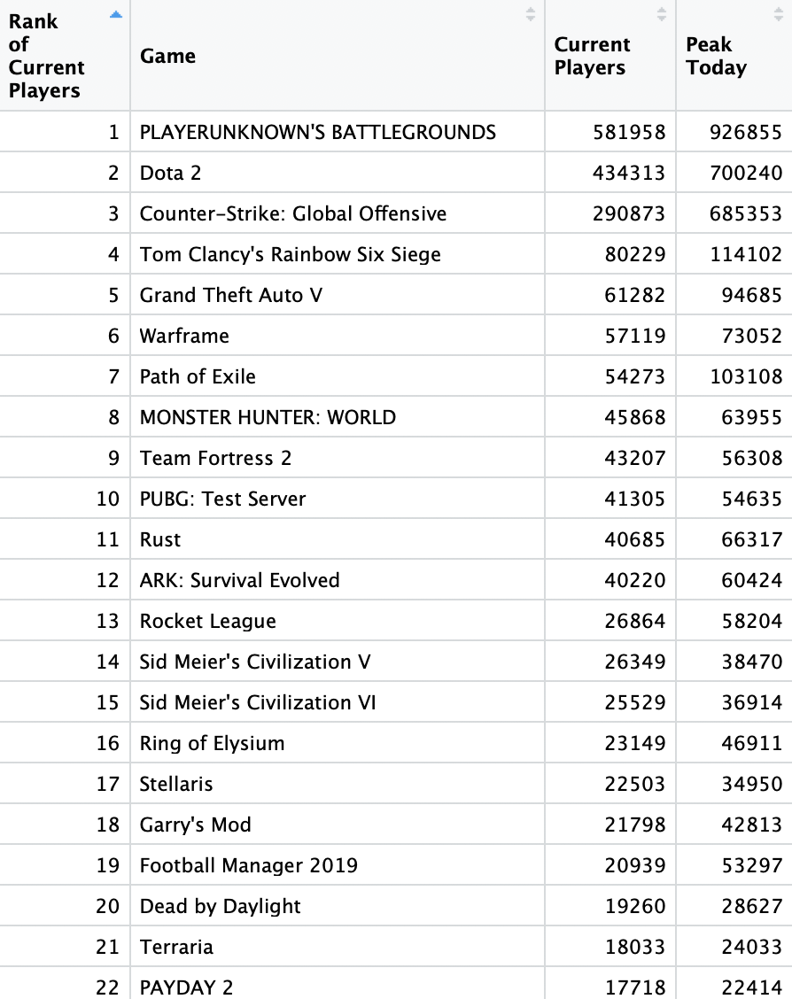 Rank of Current Players Game Current Players Peak Today
1 PLAYERUNKNOWN'S BATTLEGROUNDS 581958 926855
2 Dota 2 434313 700240
3 Counter-Strike: Global Offensive 290873 685353
4 Tom Clancy's Rainbow Six Siege 80229 114102
5 Grand Theft Auto V 61282 94685
6 Warframe 57119 73052
7 Path of Exile 54273 103108
8 MONSTER HUNTER: WORLD 45868 63955
9 Team Fortress 2 43207 56308
10 PUBG: Test Server 41305 54635
11 Rust 40685 66317
12 ARK: Survival Evolved 40220 60424
13 Rocket League 26864 58204
14 Sid Meier's Civilization V 26349 38470
15 Sid Meier's Civilization VI 25529 36914
16 Ring of Elysium 23149 46911
17 Stellaris 22503 34950
18 Garry's Mod 21798 42813
19 Football Manager 2019 20939 53297
20 Dead by Daylight 19260 28627
21 Terraria 18033 24033
22 PAYDAY 2 17718 22414